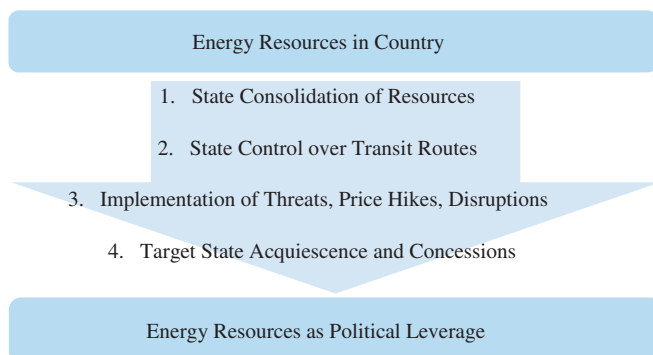 Energy Resources in Country
1. State Consolidation of Resources
2. State Control over Transit Routes
3. Implementation of Threats, Price Hikes, Disruptions
4. Target State Acquiescence and Concessions
Energy Resources as Political Leverage